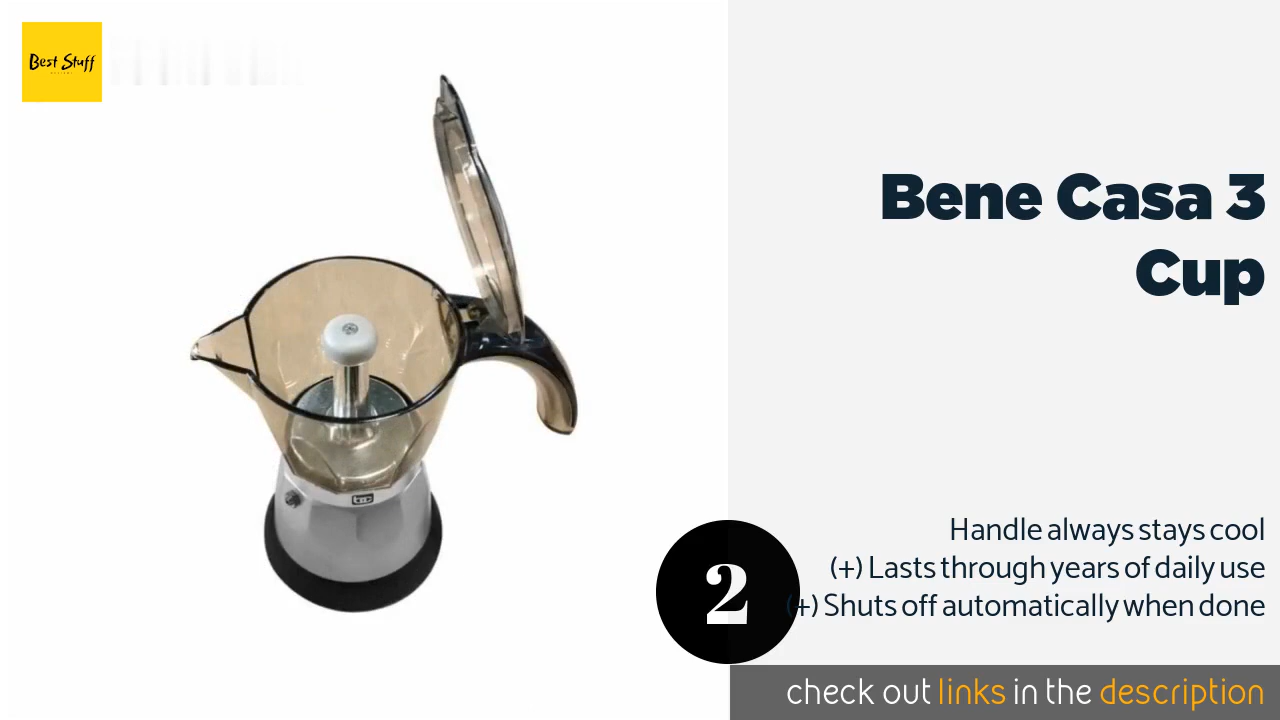 Best Stuff
Bene Casa 3
Cup
Handle always stays cool
(+) Lasts through years of daily use
(+) Shuts off automatically when done
2
check out links in the description